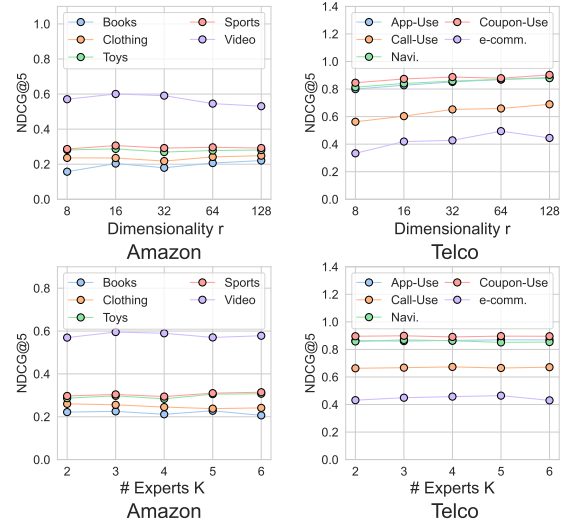 Books Sports
Clothing Video
Toys
NDCG@5
1.0
0.8
0.6
0.4
0.2
0.0
8 16 32 64 128
Dimensionality r
Amazon
App-Use Coupon-Use
Call-Use e-comm.
Navi.
NDCG@5
1.4
1.2
1.0
0.8
0.6
0.4
0.2
0.0
8 16 32 64 128
Dimensionality r
Telco
Books Sports
Clothing Video
Toys
NDCG@5
0.8
0.6
0.4
0.2
0.0
2 3 4 5 6
# Experts K
Amazon
App-Use Coupon-Use
Call-Use e-comm.
Navi.
NDCG@5
1.4
1.2
1.0
0.8
0.6
0.4
0.2
0.0
2 3 4 5 6
# Experts K
Telco